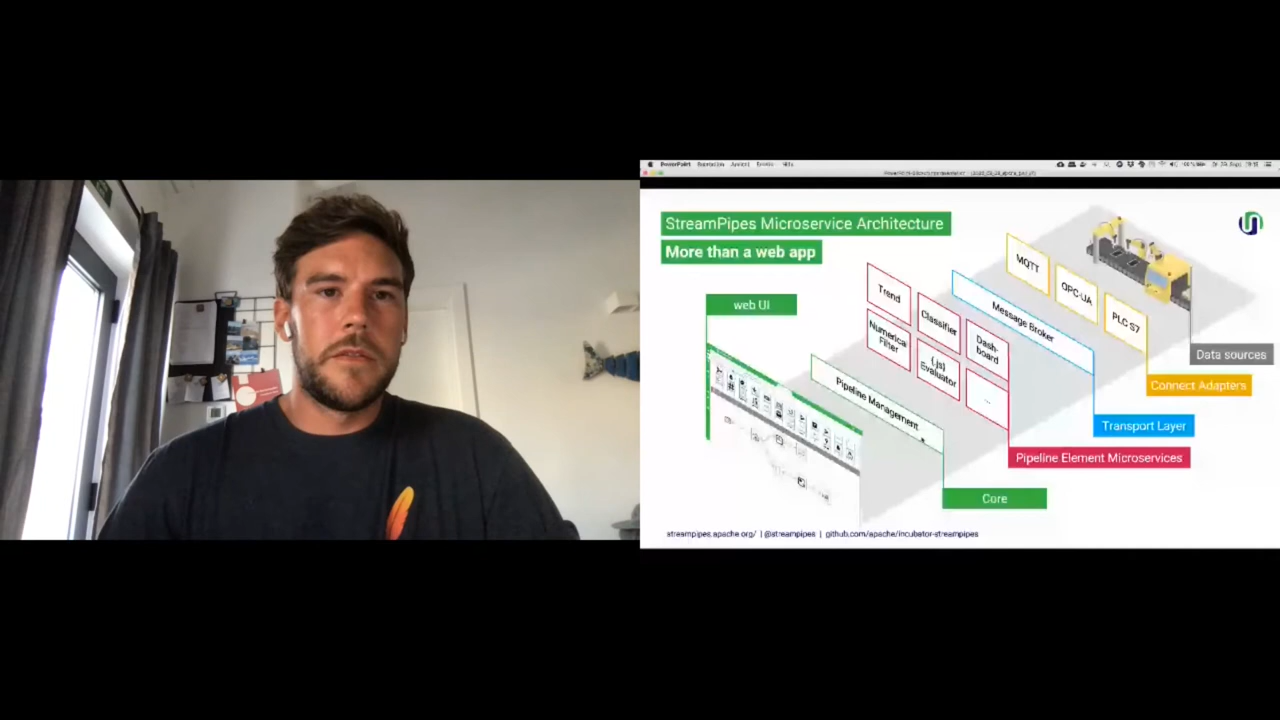 PowerPoint
StreamPipes Microservice Architecture
More than a web app
web UI
Pipeline Management
Trend
Classifier
Dash-
board
Numerical
Filter
(.js)
Evaluator
...
Message Broker
MQTT
OPC-UA
PLC S7
Data sources
Connect Adapters
Transport Layer
Pipeline Element Microservices
Core
streampipes.apache.org/ | @streampipes | github.com/apache/incubator-streampipes